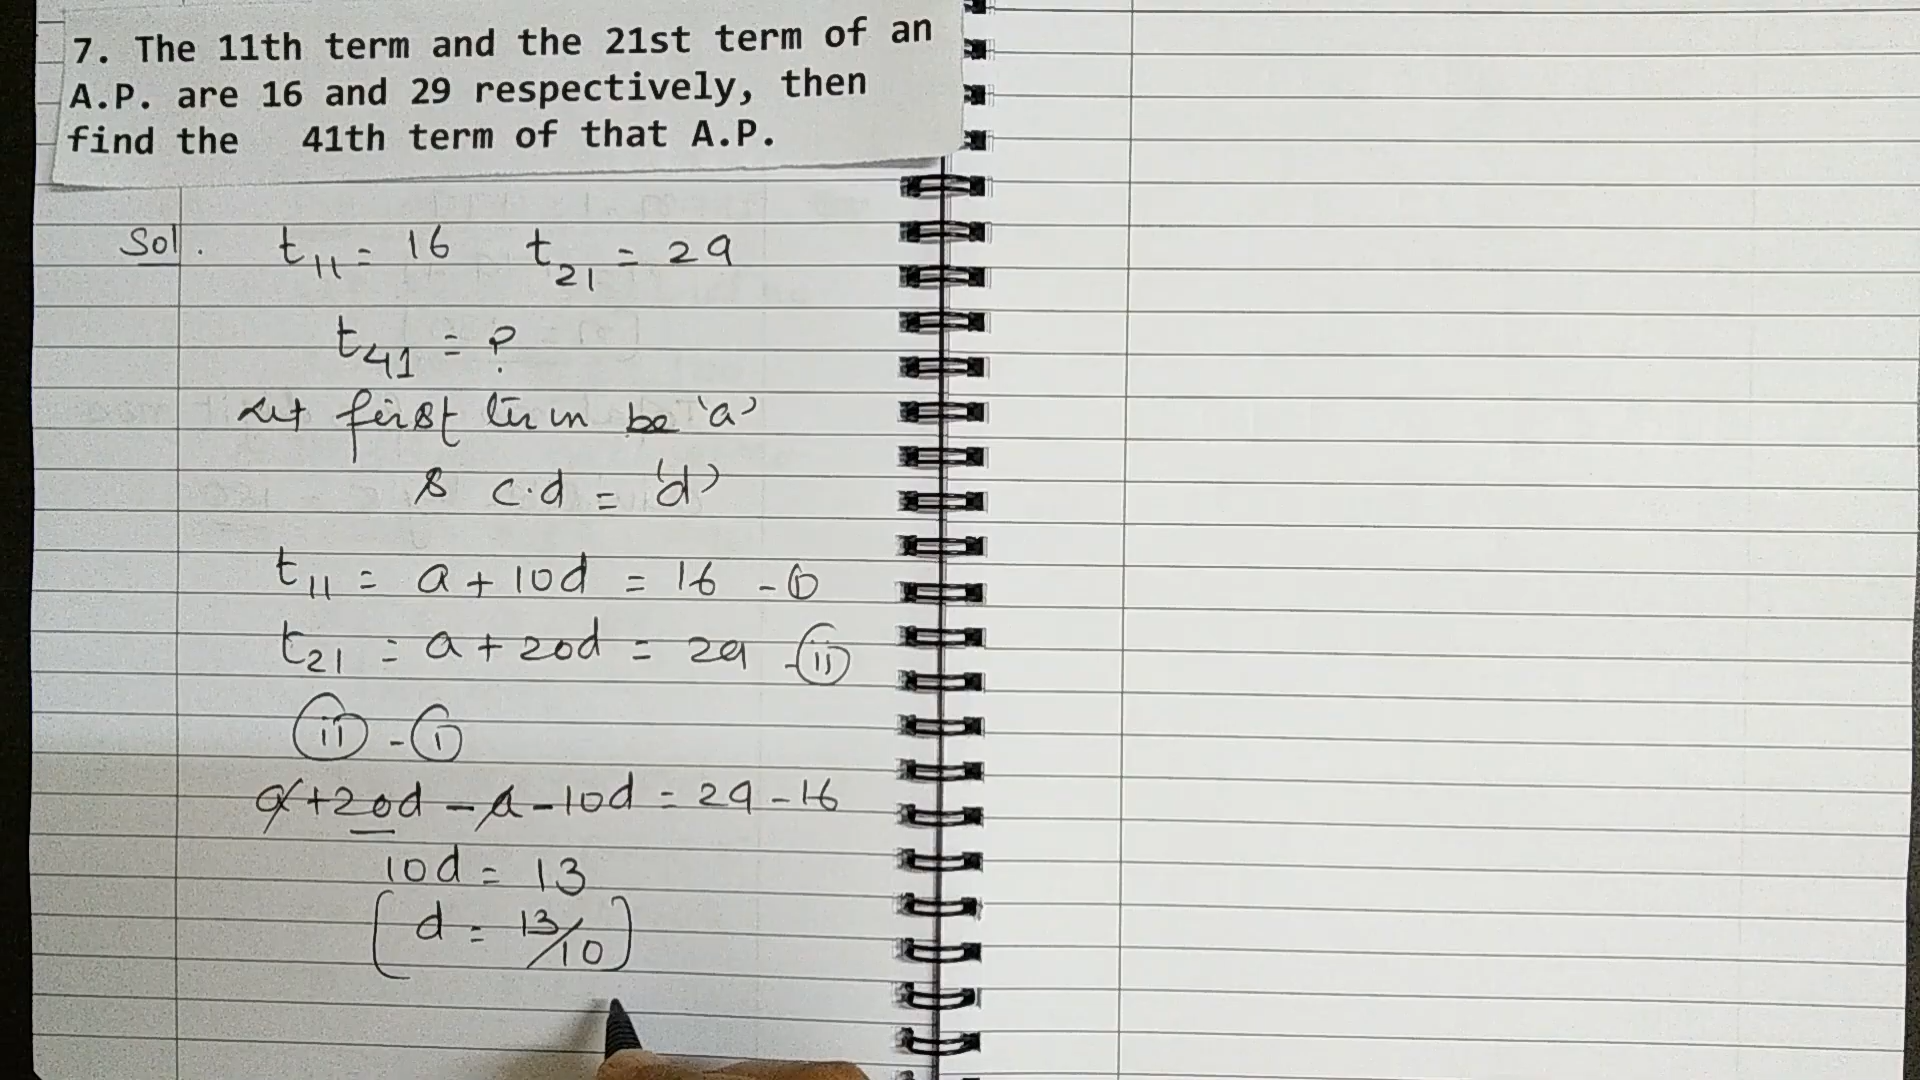 7. The 11th term and the 21st term of an
A.P. are 16 and 29 respectively, then
find the 41th term of that A.P.
Sol. t₁₁ = 16 t₂₁ = 29
t₄₁ = ?
Let first term be 'a'
& c.d = 'd'
t₁₁ = a + 10d = 16 - ⓘ
t₂₁ = a + 20d = 29 - ⓘⓘ
ⓘⓘ - ⓘ
a + 20d - a - 10d = 29 - 16
10d = 13
[d = 13/10]